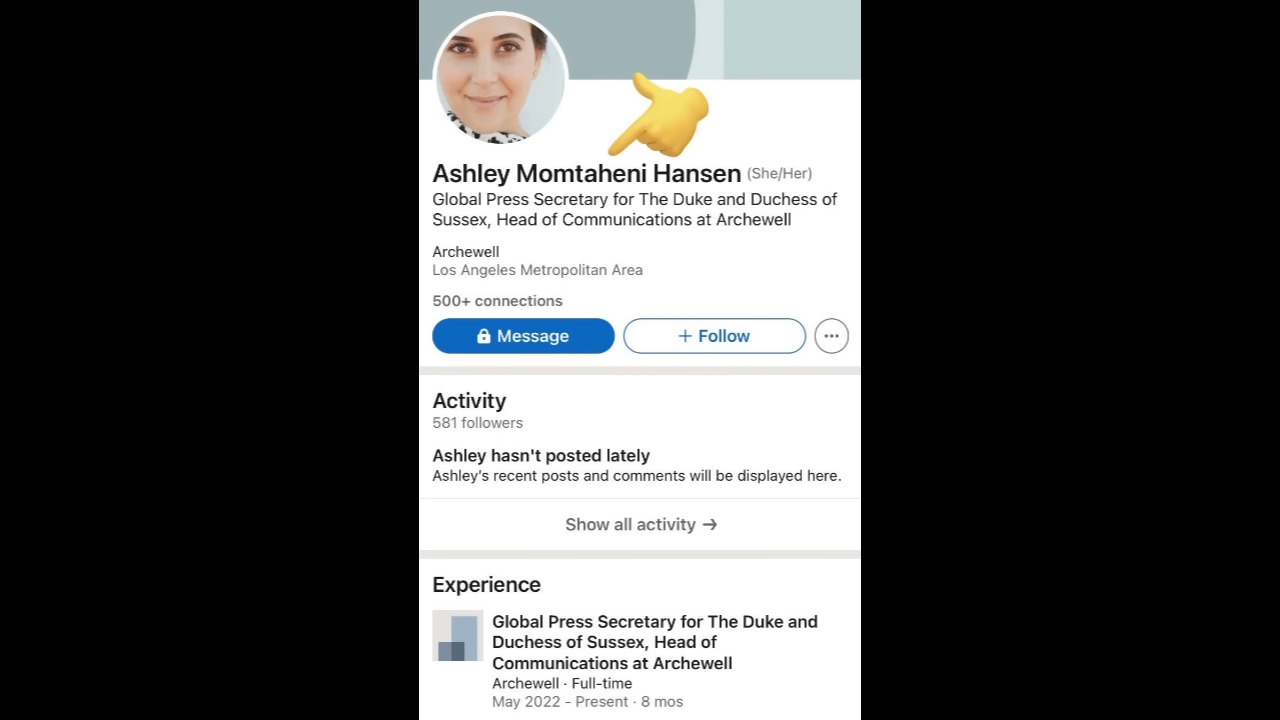 Ashley Momtaheni Hansen (She/Her)
Global Press Secretary for The Duke and Duchess of
Sussex, Head of Communications at Archewell
Archewell
Los Angeles Metropolitan Area
500+ connections
Message
+ Follow
Activity
581 followers
Ashley hasn't posted lately
Ashley's recent posts and comments will be displayed here.
Show all activity →
Experience
Global Press Secretary for The Duke and
Duchess of Sussex, Head of
Communications at Archewell
Archewell · Full-time
May 2022 - Present · 8 mos